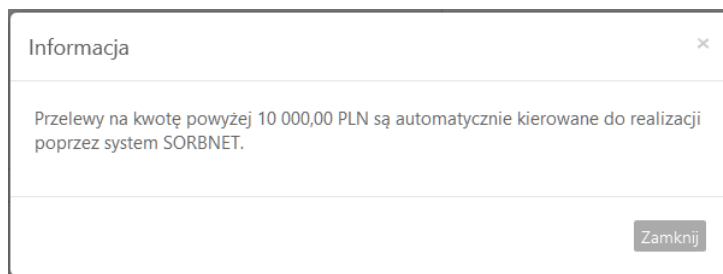 Informacja
×
Przelewy na kwotę powyżej 10 000,00 PLN są automatycznie kierowane do realizacji
poprzez system SORBNET.
Zamknij